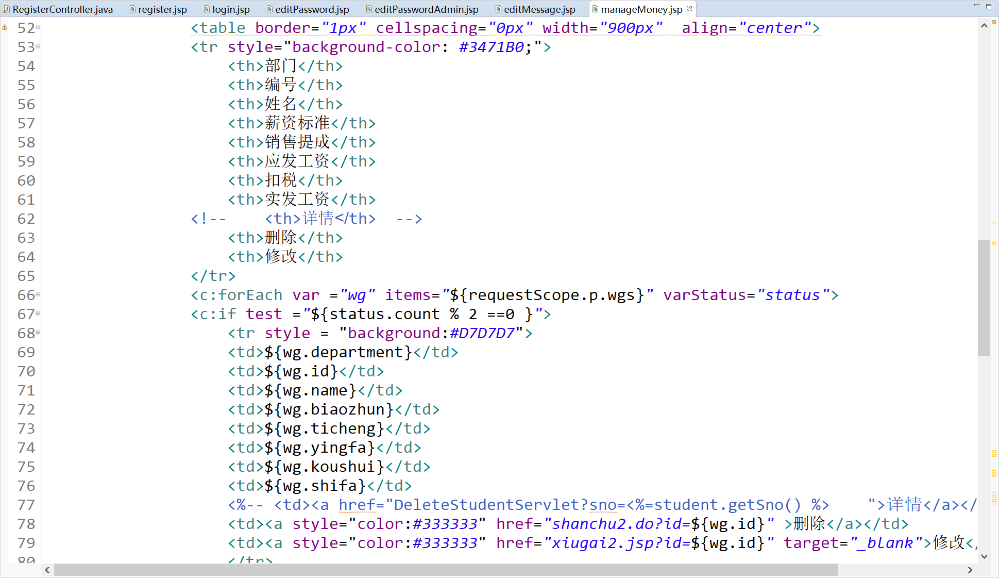 RegisterController.java register.jsp login.jsp editPassword.jsp editPasswordAdmin.jsp editMessage.jsp manageMoney.jsp
52 <table border="1px" cellspacing="0px" width="900px"  align="center">
53 <tr style="background-color: #3471B0;">
54 <th>部门</th>
55 <th>编号</th>
56 <th>姓名</th>
57 <th>薪资标准</th>
58 <th>销售提成</th>
59 <th>应发工资</th>
60 <th>扣税</th>
61 <th>实发工资</th>
62 <!--    <th>详情</th>  -->
63 <th>删除</th>
64 <th>修改</th>
65 </tr>
66 <c:forEach var ="wg" items="${requestScope.p.wgs}" varStatus="status">
67 <c:if test ="${status.count % 2 ==0 }">
68 <tr style = "background:#D7D7D7">
69 <td>${wg.department}</td>
70 <td>${wg.id}</td>
71 <td>${wg.name}</td>
72 <td>${wg.biaozhun}</td>
73 <td>${wg.ticheng}</td>
74 <td>${wg.yingfa}</td>
75 <td>${wg.koushui}</td>
76 <td>${wg.shifa}</td>
77 <%-- <td><a href="DeleteStudentServlet?sno=<%=student.getSno() %>    ">详情</a></
78 <td><a style="color:#333333" href="shanchu2.do?id=${wg.id}" >删除</a></td>
79 <td><a style="color:#333333" href="xiugai2.jsp?id=${wg.id}" target="_blank">修改</
80 </tr>